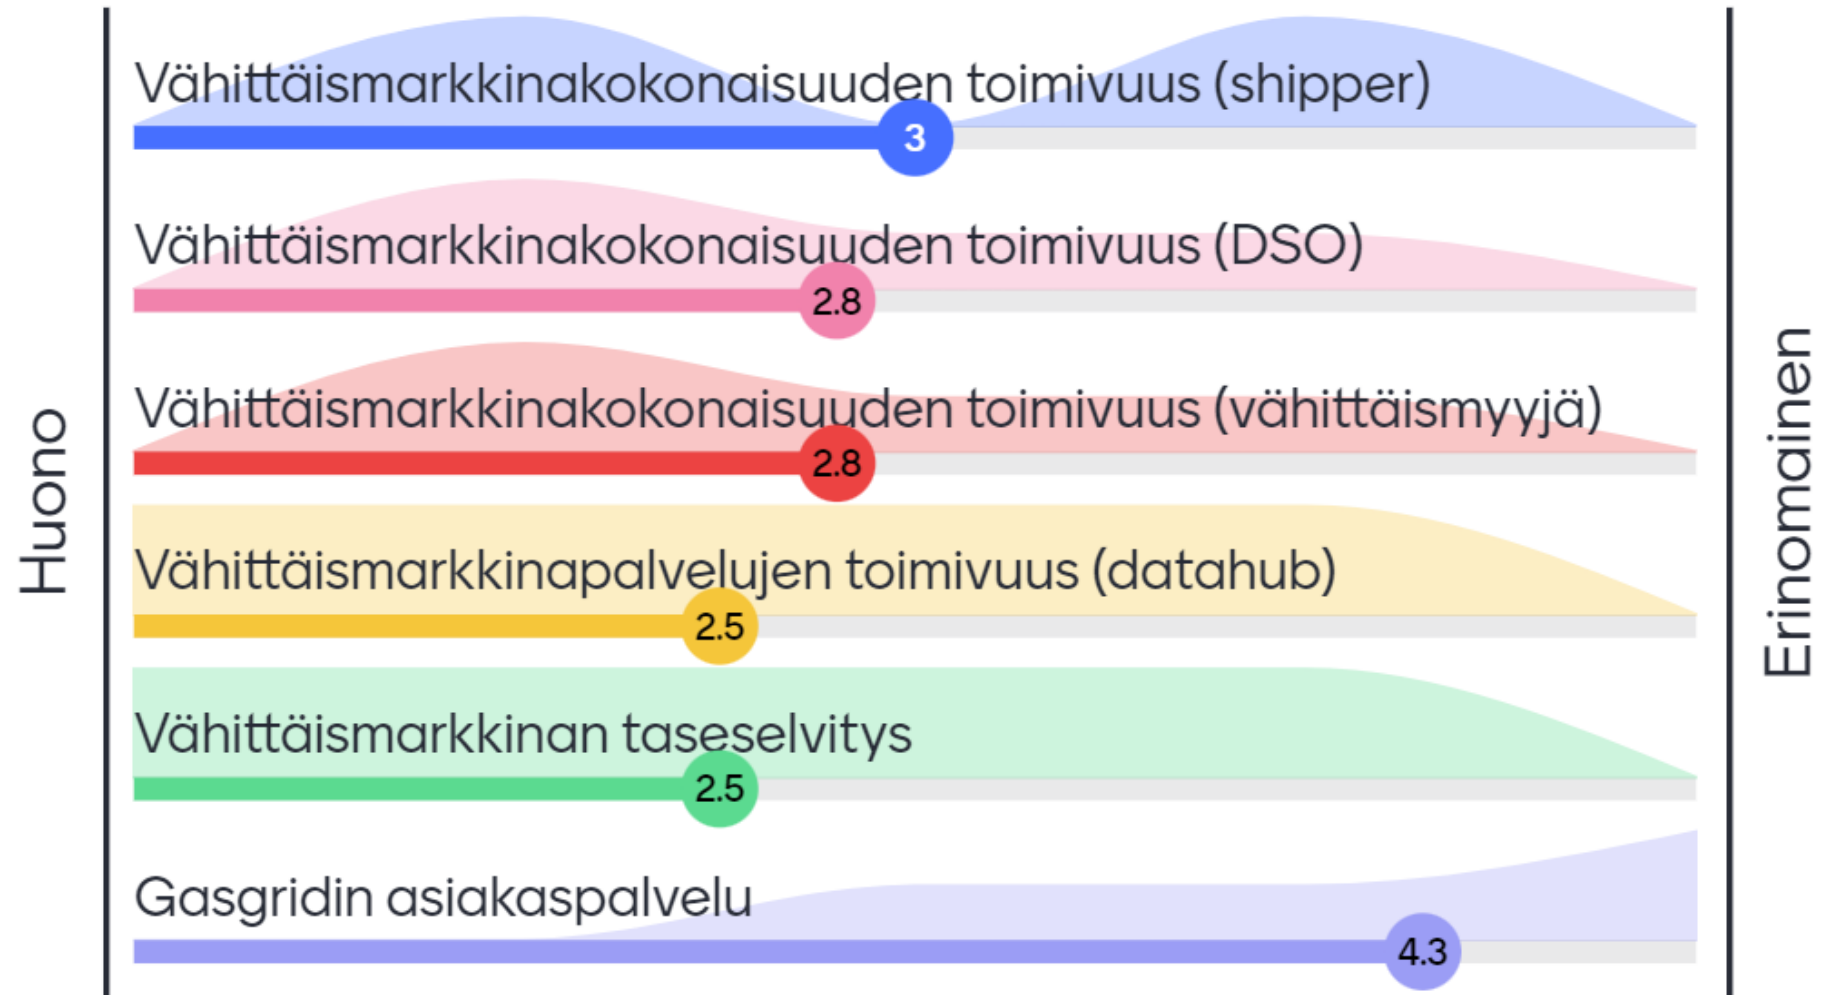 Huono
Vähittäismarkkinakokonaisuuden toimivuus (shipper)
3
Vähittäismarkkinakokonaisuuden toimivuus (DSO)
2.8
Vähittäismarkkinakokonaisuuden toimivuus (vähittäismyyjä)
2.8
Vähittäismarkkinapalvelujen toimivuus (datahub)
2.5
Vähittäismarkkinan taseselvitys
2.5
Gasgridin asiakaspalvelu
4.3
Erinomainen